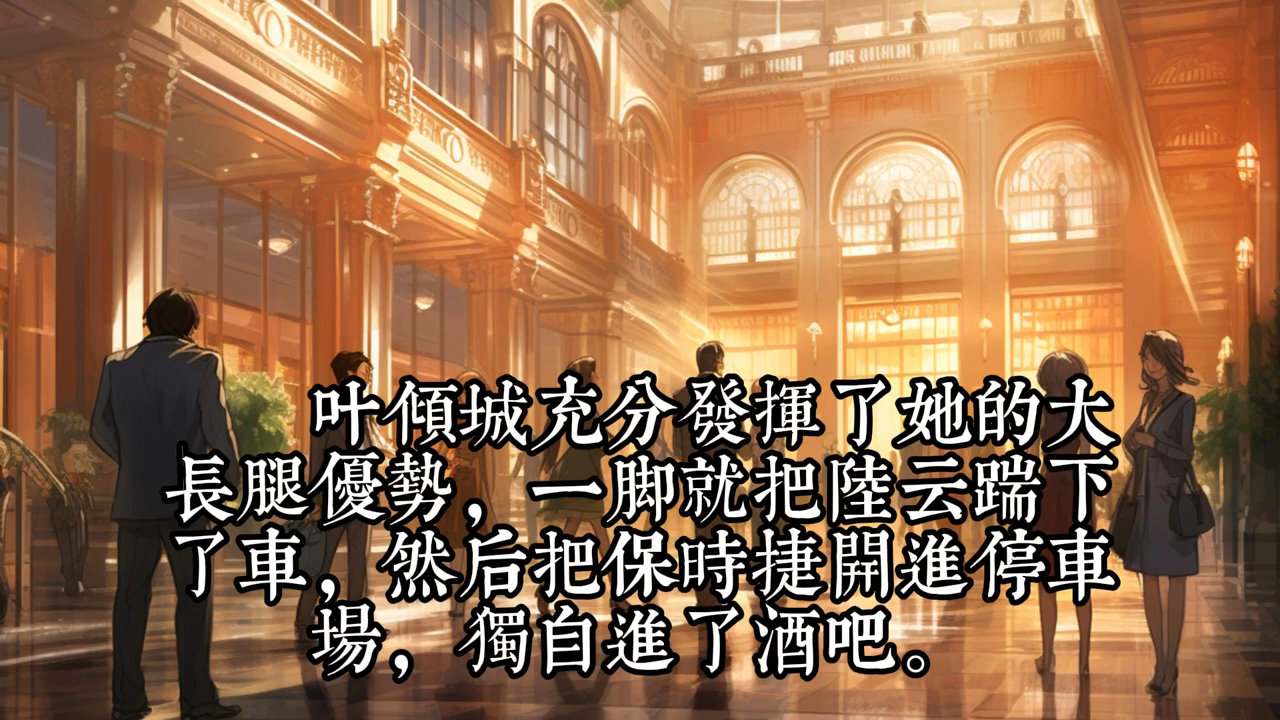 叶傾城充分發揮了她的大
長腿優勢，一脚就把陸云踹下
了車，然后把保時捷開進停車
場，獨自進了酒吧。